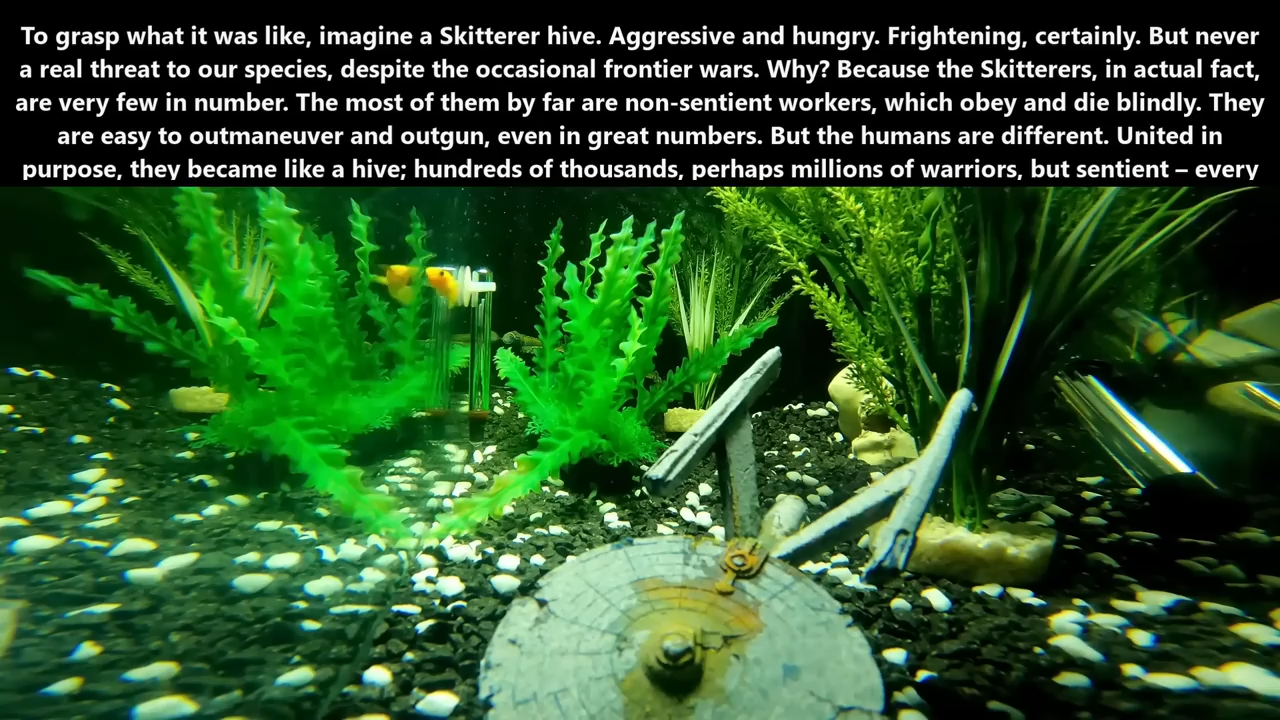 To grasp what it was like, imagine a Skitterer hive. Aggressive and hungry. Frightening, certainly. But never
a real threat to our species, despite the occasional frontier wars. Why? Because the Skitterers, in actual fact,
are very few in number. The most of them by far are non-sentient workers, which obey and die blindly. They
are easy to outmaneuver and outgun, even in great numbers. But the humans are different. United in
purpose, they became like a hive; hundreds of thousands, perhaps millions of warriors, but sentient – every